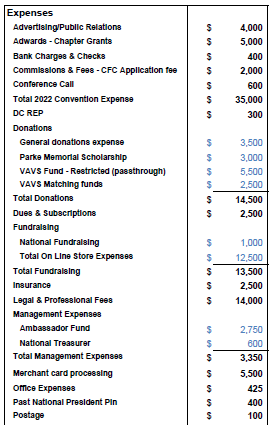 Expenses
Advertising/Public Relations $ 4,000
Adwards - Chapter Grants $ 5,000
Bank Charges & Checks $ 400
Commissions & Fees - CFC Application fee $ 2,000
Conference Call $ 600
Total 2022 Convention Expense $ 35,000
DC REP $ 300
Donations
General donations expense $ 3,500
Parke Memorial Scholarship $ 3,000
VAVS Fund - Restricted (passthrough) $ 5,500
VAVS Matching funds $ 2,500
Total Donations $ 14,500
Dues & Subscriptions $ 2,500
Fundraising
National Fundraising $ 1,000
Total On Line Store Expenses $ 12,500
Total Fundraising $ 13,500
Insurance $ 2,500
Legal & Professional Fees $ 14,000
Management Expenses
Ambassador Fund $ 2,750
National Treasurer $ 600
Total Management Expenses $ 3,350
Merchant card processing $ 5,500
Office Expenses $ 425
Past National President Pin $ 400
Postage $ 100